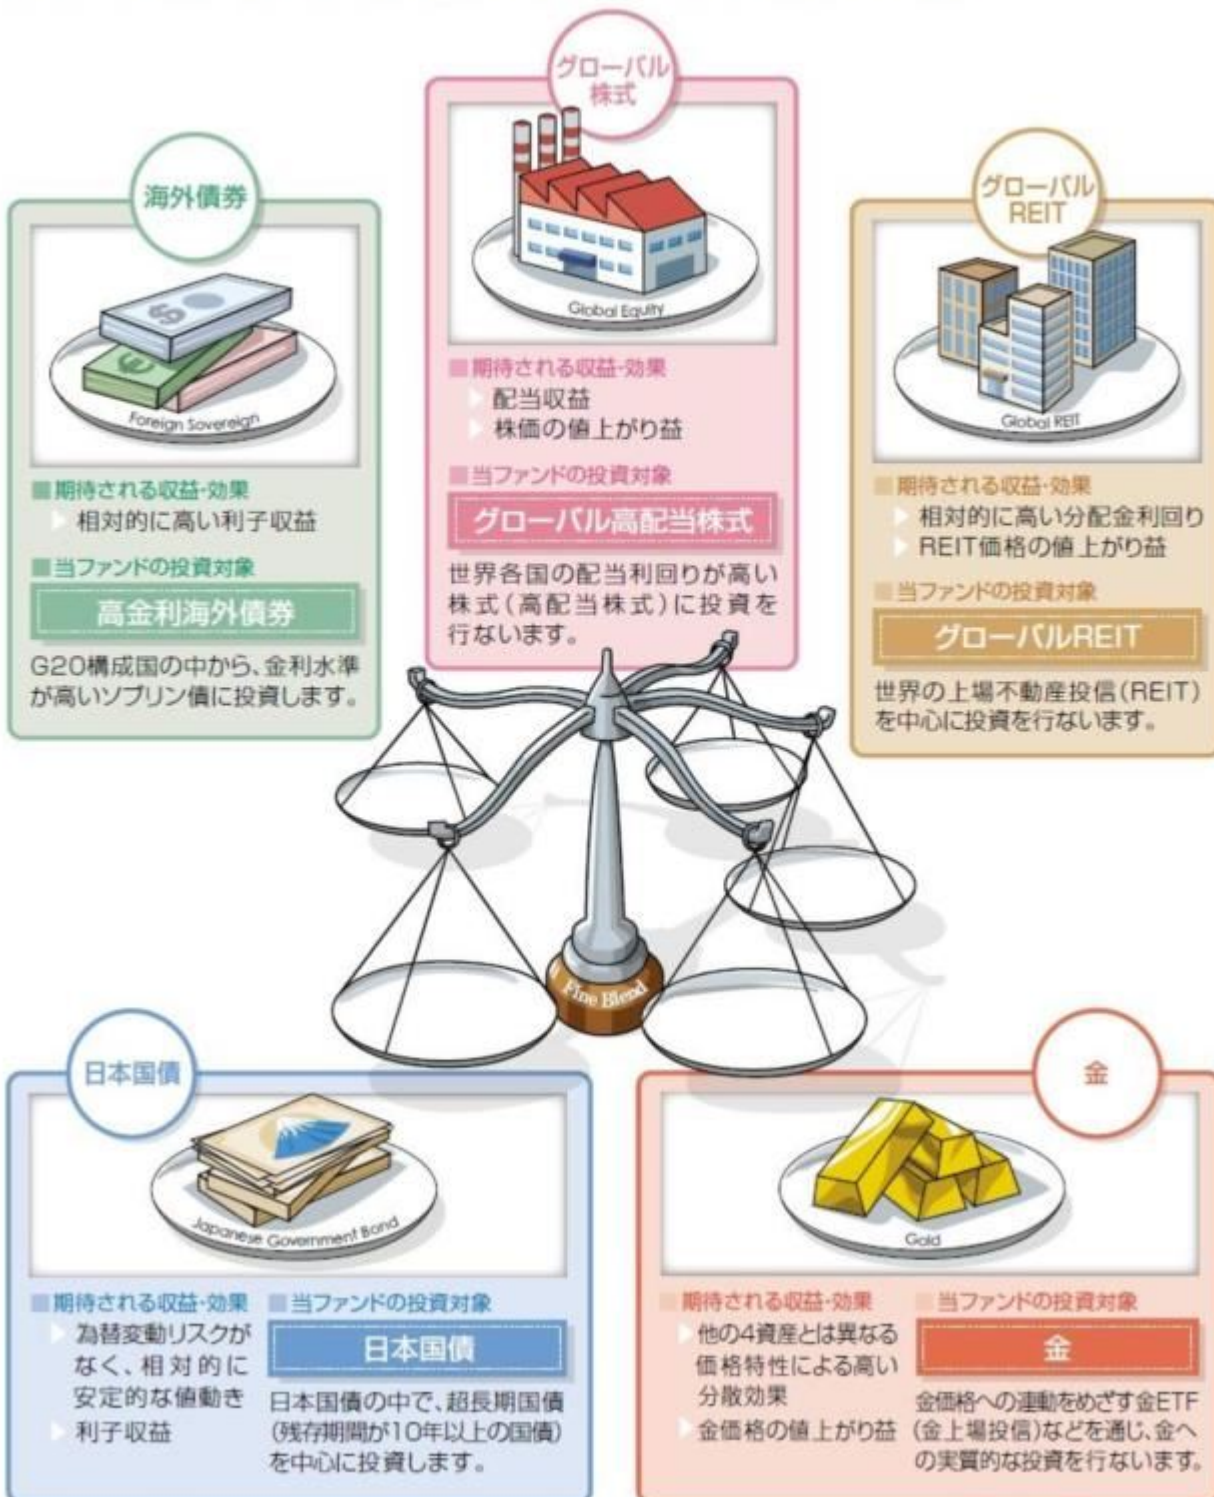 グローバル
株式
Global Equity
■期待される収益・効果
配当収益
株価の値上がり益
■当ファンドの投資対象
グローバル高配当株式
世界各国の配当利回りが高い
株式(高配当株式)に投資を
行ないます。
海外債券
Foreign Sovereign
■期待される収益・効果
相対的に高い利子収益
■当ファンドの投資対象
高金利海外債券
G20構成国の中から、金利水準
が高いソブリン債に投資します。
グローバル
REIT
Global REIT
■期待される収益・効果
相対的に高い分配金利回り
REIT価格の値上がり益
■当ファンドの投資対象
グローバルREIT
世界の上場不動産投信(REIT)
を中心に投資を行ないます。
Fine Blend
日本国債
Japanese Government Bond
■期待される収益・効果
為替変動リスクが
なく、相対的に
安定的な値動き
利子収益
■当ファンドの投資対象
日本国債
日本国債の中で、超長期国債
(残存期間が10年以上の国債)
を中心に投資します。
金
Gold
■期待される収益・効果
他の4資産とは異なる
価格特性による高い
分散効果
金価格の値上がり益
■当ファンドの投資対象
金
金価格への連動をめざす金ETF
(金上場投信)などを通じ、金へ
の実質的な投資を行ないます。